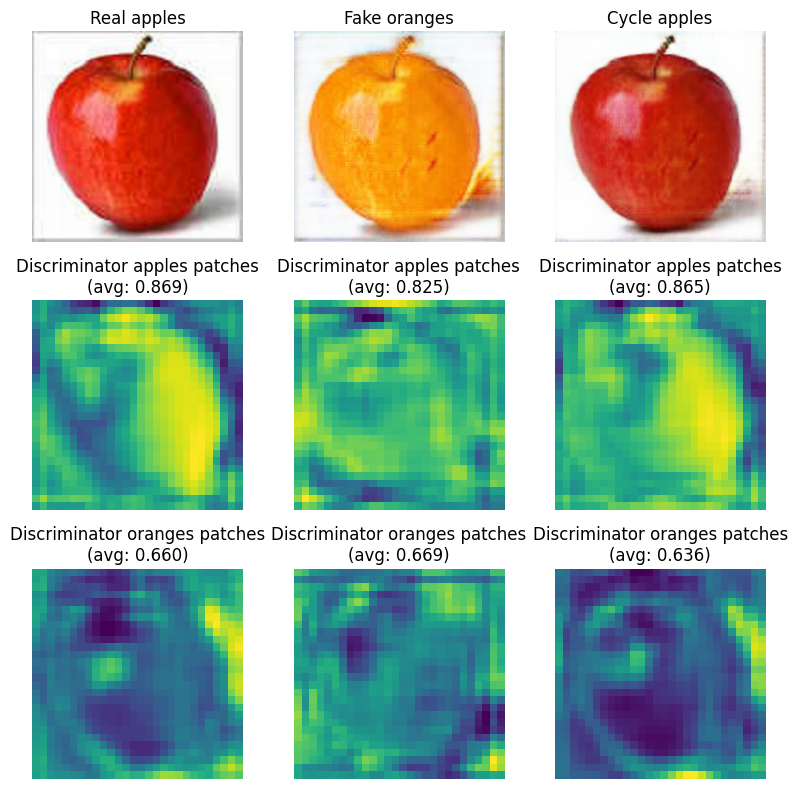 Real apples
Fake oranges
Cycle apples
Discriminator apples patches
(avg: 0.869)
Discriminator apples patches
(avg: 0.825)
Discriminator apples patches
(avg: 0.865)
Discriminator oranges patches
(avg: 0.660)
Discriminator oranges patches
(avg: 0.669)
Discriminator oranges patches
(avg: 0.636)